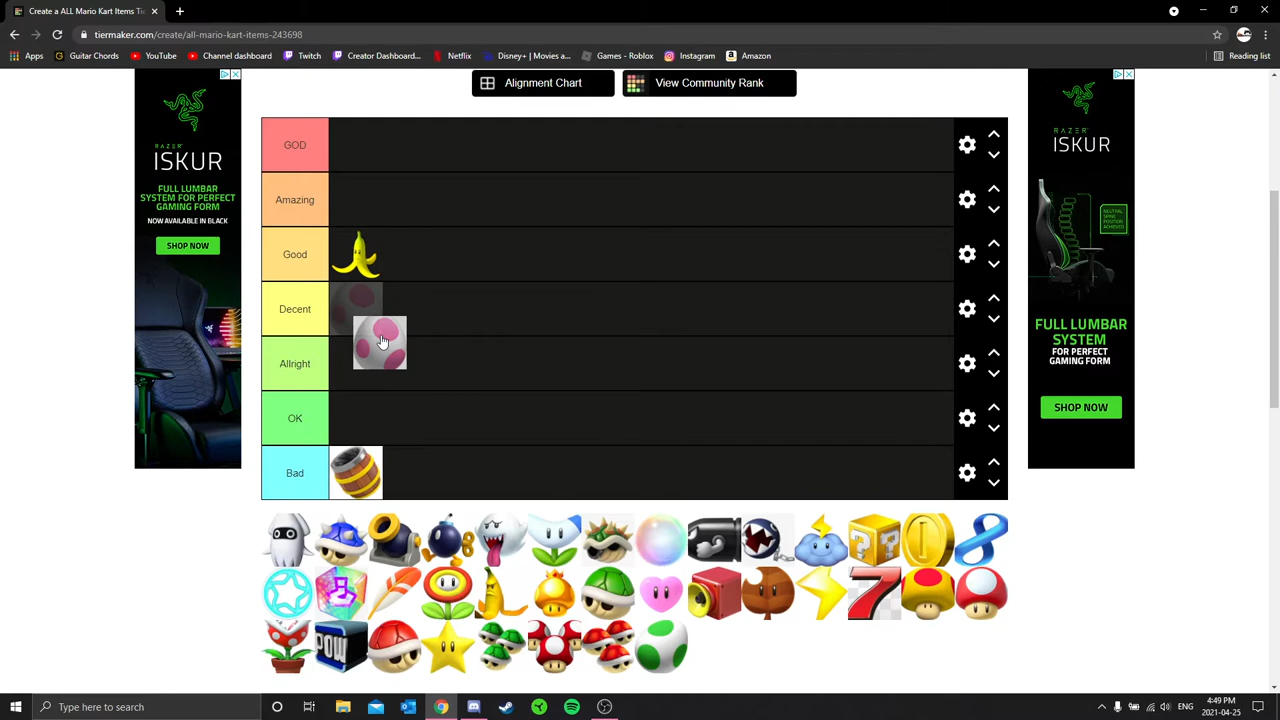 Create a ALL Mario Kart Items Ti
tiermaker.com/create/all-mario-kart-items-243698
Apps
Guitar Chords
YouTube
Channel dashboard
Twitch
Creator Dashboard...
Netflix
Disney+ | Movies a...
Games - Roblox
Instagram
Amazon
Reading list
Alignment Chart
View Community Rank
RAZER
ISKUR
FULL LUMBAR
SYSTEM FOR PERFECT
GAMING FORM
NOW AVAILABLE IN BLACK
SHOP NOW
GOD
Amazing
Good
Decent
Allright
OK
Bad
RAZER
ISKUR
FULL LUMBAR
SYSTEM
FOR PERFECT
GAMING FORM
SHOP NOW
? ?
8
7
POW
Type here to search
4:49 PM
2021-04-25